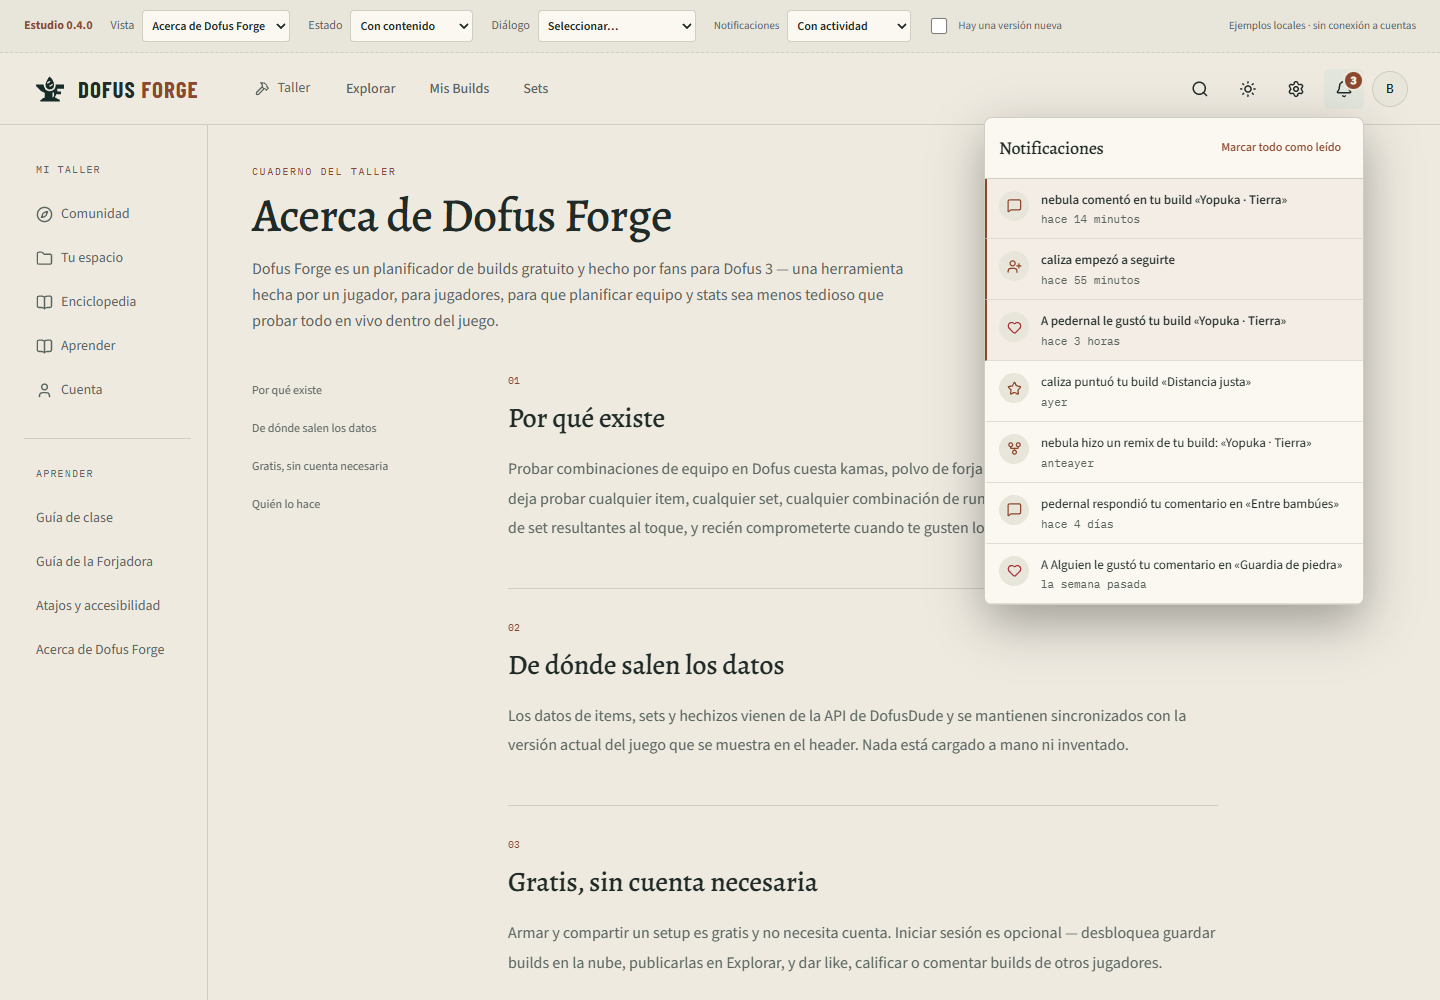 Estudio 0.4.0 Vista Acerca de Dofus Forge Estado Con contenido Diálogo Seleccionar... Notificaciones Con actividad Hay una versión nueva Ejemplos locales · sin conexión a cuentas
DOFUS FORGE Taller Explorar Mis Builds Sets 3 B
MI TALLER
Comunidad
Tu espacio
Enciclopedia
Aprender
Cuenta
APRENDER
Guía de clase
Guía de la Forjadora
Atajos y accesibilidad
Acerca de Dofus Forge
CUADERNO DEL TALLER
Acerca de Dofus Forge
Dofus Forge es un planificador de builds gratuito y hecho por fans para Dofus 3 — una herramienta
hecha por un jugador, para jugadores, para que planificar equipo y stats sea menos tedioso que
probar todo en vivo dentro del juego.
Por qué existe
De dónde salen los datos
Gratis, sin cuenta necesaria
Quién lo hace
01
Por qué existe
Probar combinaciones de equipo en Dofus cuesta kamas, polvo de forja
deja probar cualquier item, cualquier set, cualquier combinación de
de set resultantes al toque, y recién comprometerte cuando te gusten
02
De dónde salen los datos
Los datos de items, sets y hechizos vienen de la API de DofusDude y se mantienen sincronizados con la
versión actual del juego que se muestra en el header. Nada está cargado a mano ni inventado.
03
Gratis, sin cuenta necesaria
Armar y compartir un setup es gratis y no necesita cuenta. Iniciar sesión es opcional — desbloquea guardar
builds en la nube, publicarlas en Explorar, y dar like, calificar o comentar builds de otros jugadores.
Notificaciones Marcar todo como leído
nebula comentó en tu build «Yopuka · Tierra»
hace 14 minutos
caliza empezó a seguirte
hace 55 minutos
A pedernal le gustó tu build «Yopuka · Tierra»
hace 3 horas
caliza puntuó tu build «Distancia justa»
ayer
nebula hizo un remix de tu build: «Yopuka · Tierra»
anteayer
pedernal respondió tu comentario en «Entre bambúes»
hace 4 días
A Alguien le gustó tu comentario en «Guardia de piedra»
la semana pasada